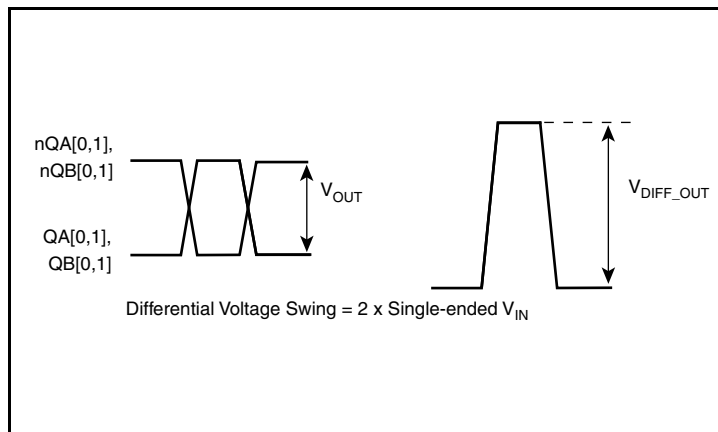 nQA[0,1],
nQB[0,1]
QA[0,1],
QB[0,1]
VOUT
VDIFF_OUT
Differential Voltage Swing = 2 x Single-ended VIN